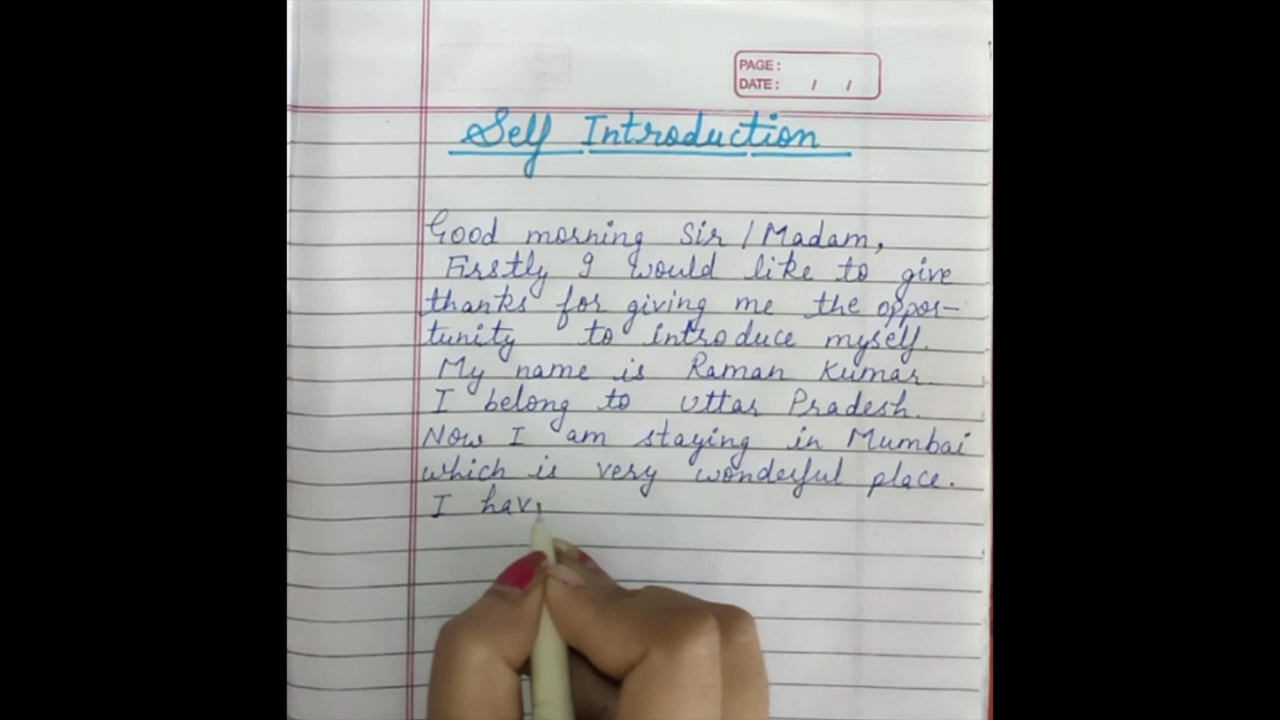 PAGE :
DATE : / /
Self Introduction
Good morning Sir / Madam,
Firstly I would like to give
thanks for giving me the oppor-
tunity to introduce myself.
My name is Raman Kumar.
I belong to Uttar Pradesh.
Now I am staying in Mumbai
which is very wonderful place.
I hav